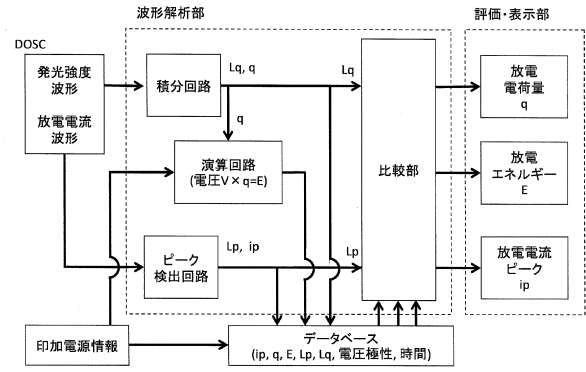 波形解析部
評価・表示部
DOSC
発光強度
波形
放電電流
波形
積分回路
Lq, q
Lq
q
演算回路
(電圧V×q=E)
ピーク
検出回路
Lp, ip
Lp
比較部
放電
電荷量
q
放電
エネルギー
E
放電電流
ピーク
ip
印加電源情報
データベース
(ip, q, E, Lp, Lq, 電圧極性, 時間)